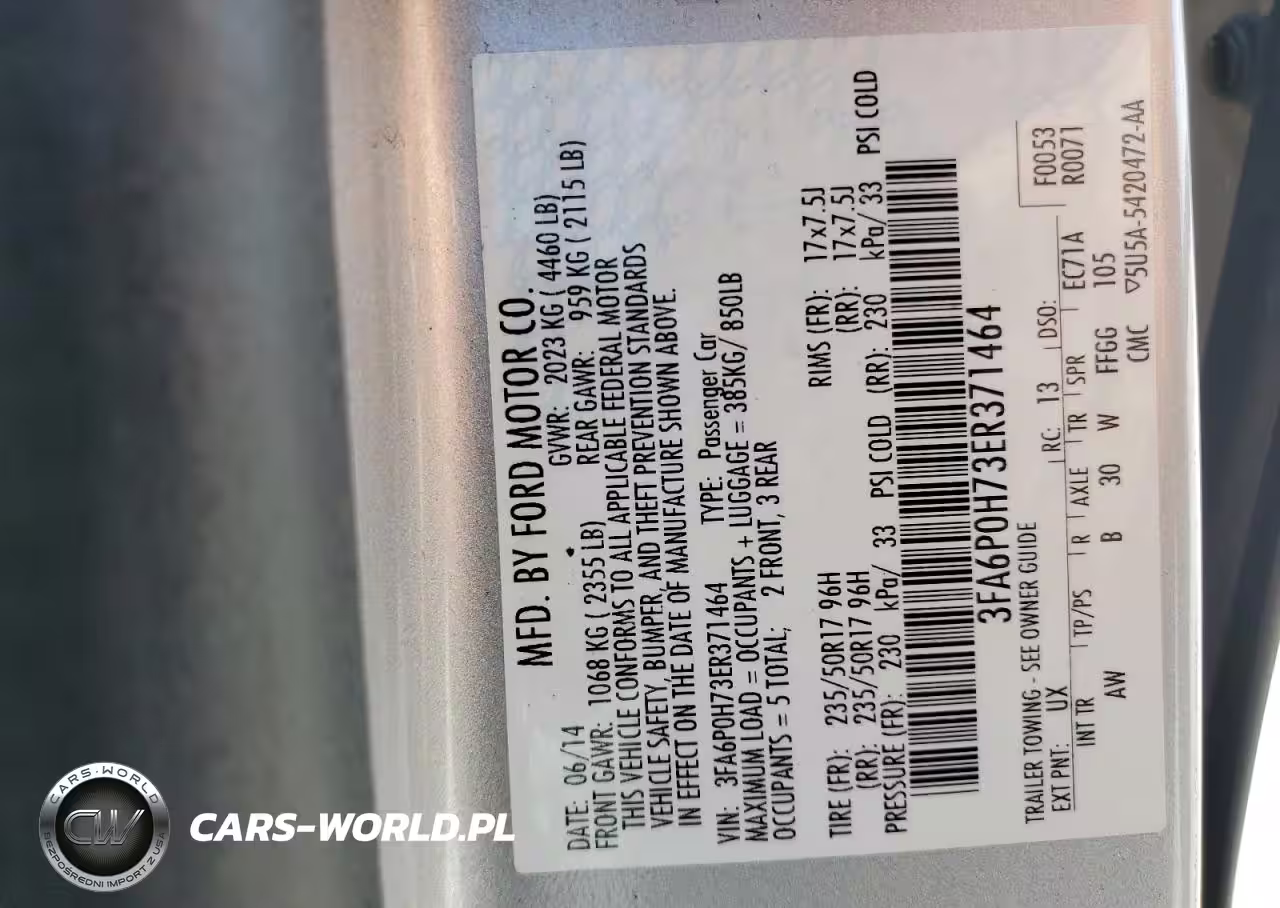 MFD. BY FORD MOTOR CO.
DATE: 06/14 GVWR: 2023 KG ( 4460 LB)
FRONT GAWR: 1068 KG ( 2355 LB) REAR GAWR: 959 KG ( 2115 LB)
THIS VEHICLE CONFORMS TO ALL APPLICABLE FEDERAL MOTOR
VEHICLE SAFETY, BUMPER, AND THEFT PREVENTION STANDARDS
IN EFFECT ON THE DATE OF MANUFACTURE SHOWN ABOVE.
VIN: 3FA6P0H73ER371464 TYPE: Passenger Car
MAXIMUM LOAD = OCCUPANTS + LUGGAGE = 385KG/ 850LB
OCCUPANTS = 5 TOTAL; 2 FRONT, 3 REAR
TIRE (FR): 235/50R17 96H RIMS (FR): 17x7.5J
(RR): 235/50R17 96H (RR): 17x7.5J
PRESSURE (FR): 230 kPa/ 33 PSI COLD (RR): 230 kPa/ 33 PSI COLD
3FA6P0H73ER371464
TRAILER TOWING - SEE OWNER GUIDE
F0053
R0071
EXT PNT: UX RC: 13 DSO:
INT TR TP/PS R AXLE TR SPR EC71A
AW B 30 W FFGG 105
CMC ▽5U5A-5420472-AA
CARS-WORLD
CW
BEZPOŚREDNI IMPORT Z USA
CARS-WORLD.PL